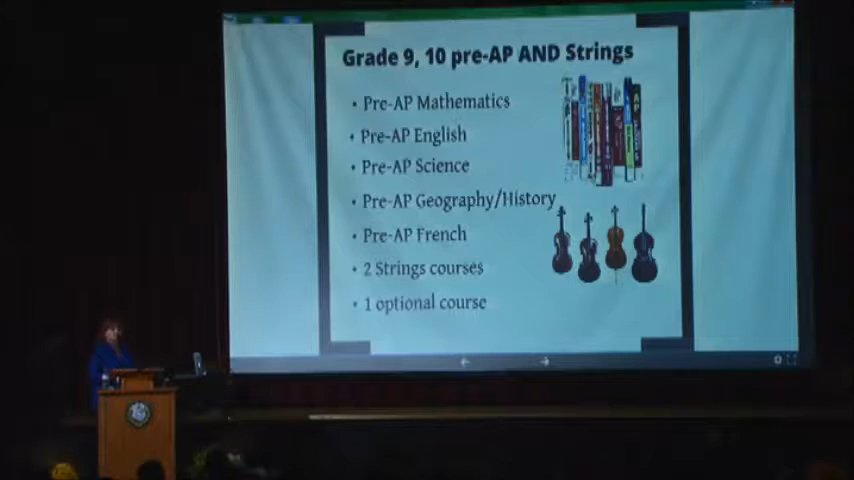 Grade 9, 10 pre-AP AND Strings
• Pre-AP Mathematics
• Pre-AP English
• Pre-AP Science
• Pre-AP Geography/History
• Pre-AP French
• 2 Strings courses
• 1 optional course